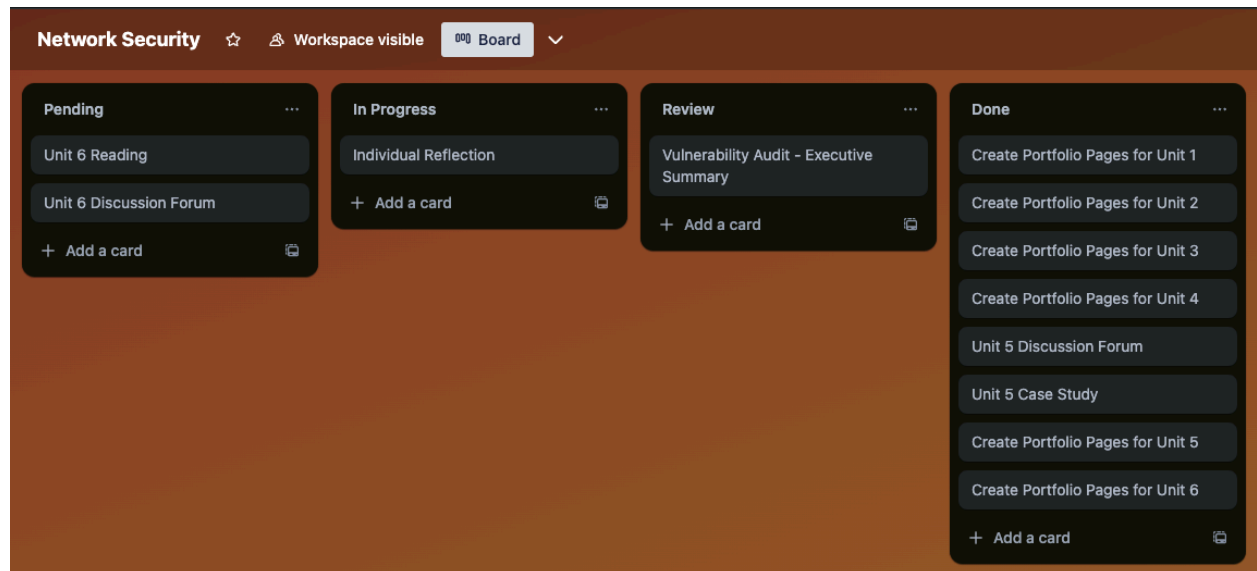 Network Security
Workspace visible
Board
Pending
Unit 6 Reading
Unit 6 Discussion Forum
+ Add a card
In Progress
Individual Reflection
+ Add a card
Review
Vulnerability Audit - Executive
Summary
+ Add a card
Done
Create Portfolio Pages for Unit 1
Create Portfolio Pages for Unit 2
Create Portfolio Pages for Unit 3
Create Portfolio Pages for Unit 4
Unit 5 Discussion Forum
Unit 5 Case Study
Create Portfolio Pages for Unit 5
Create Portfolio Pages for Unit 6
+ Add a card